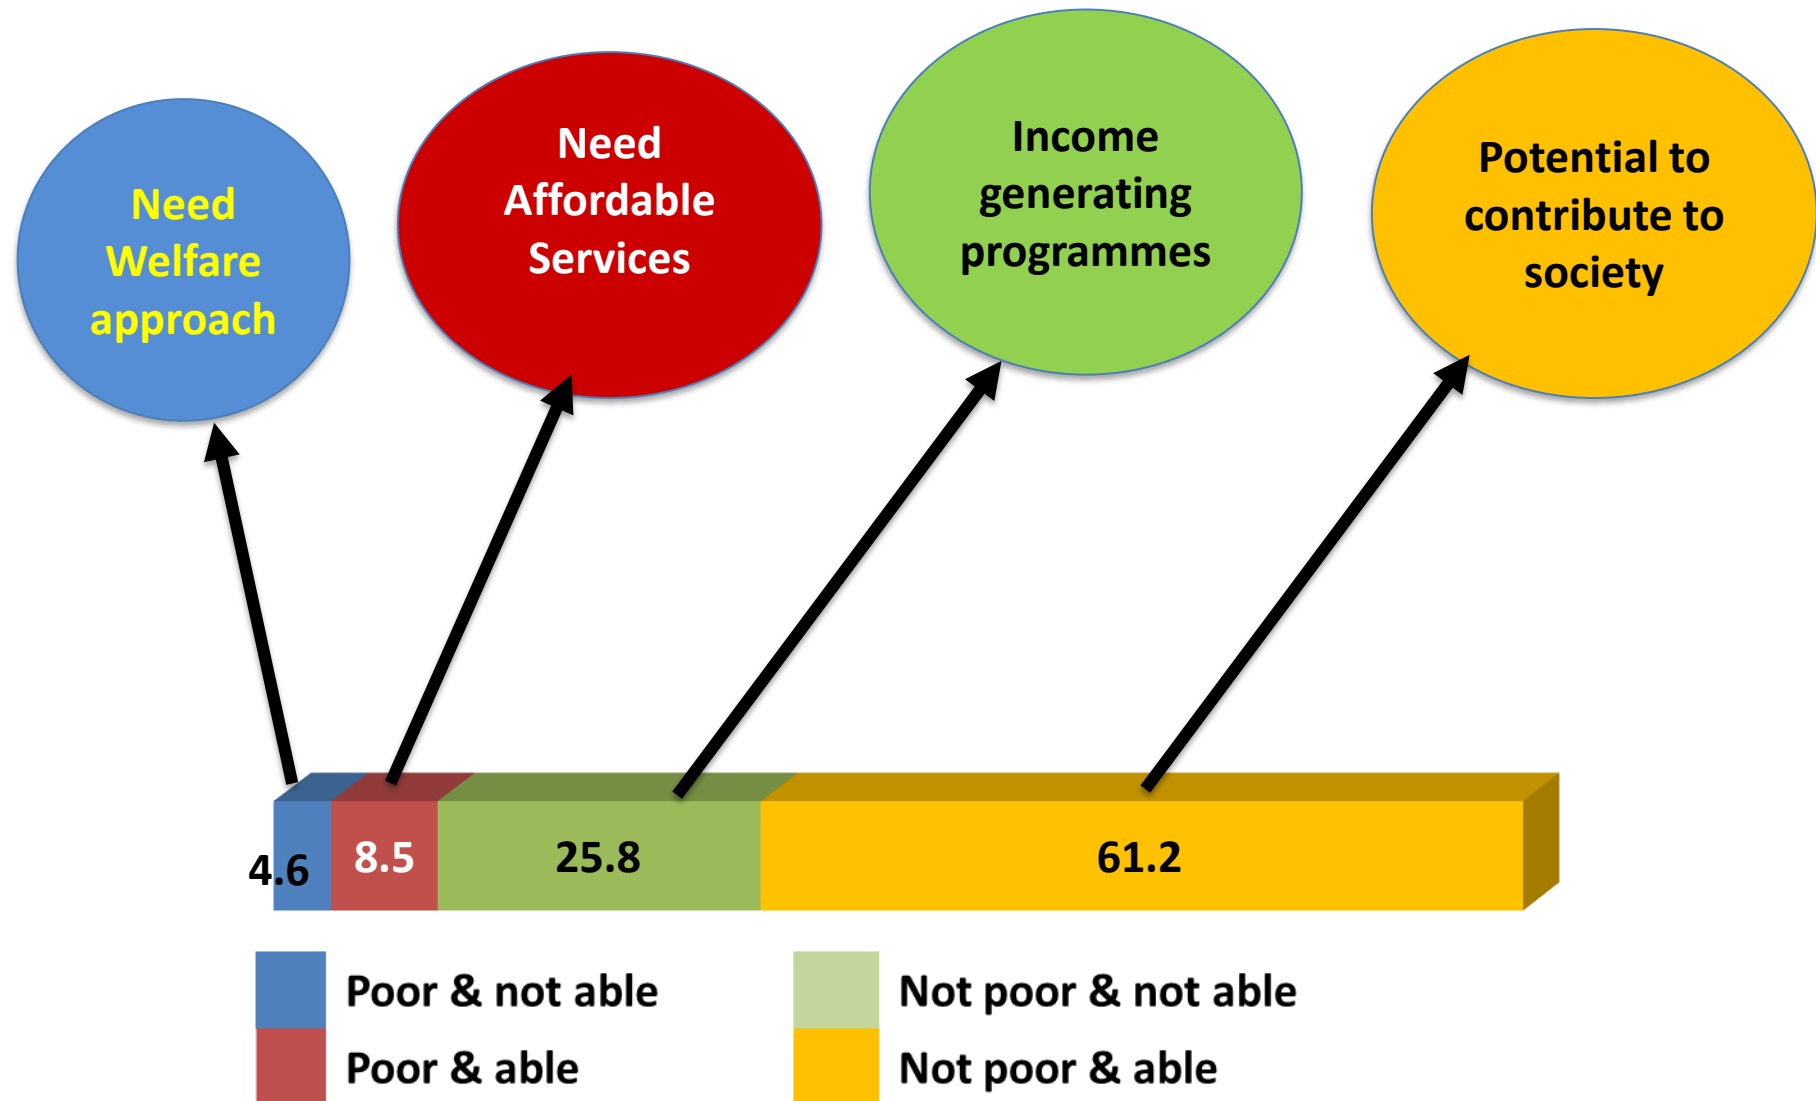 Need
Welfare
approach
Need
Affordable
Services
Income
generating
programmes
Potential to
contribute to
society
4.6
8.5
25.8
61.2
Poor & not able
Not poor & not able
Poor & able
Not poor & able